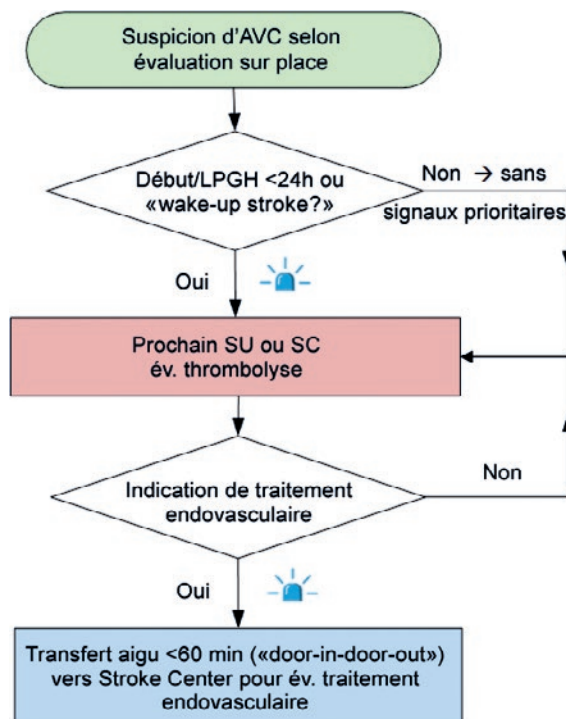 Suspicion d'AVC selon
évaluation sur place
Début/LPGH <24h ou
«wake-up stroke?»
Non → sans
signaux prioritaires
Oui
Prochain SU ou SC
év. thrombolyse
Indication de traitement
endovasculaire
Non
Oui
Transfert aigu <60 min («door-in-door-out»)
vers Stroke Center pour év. traitement
endovasculaire